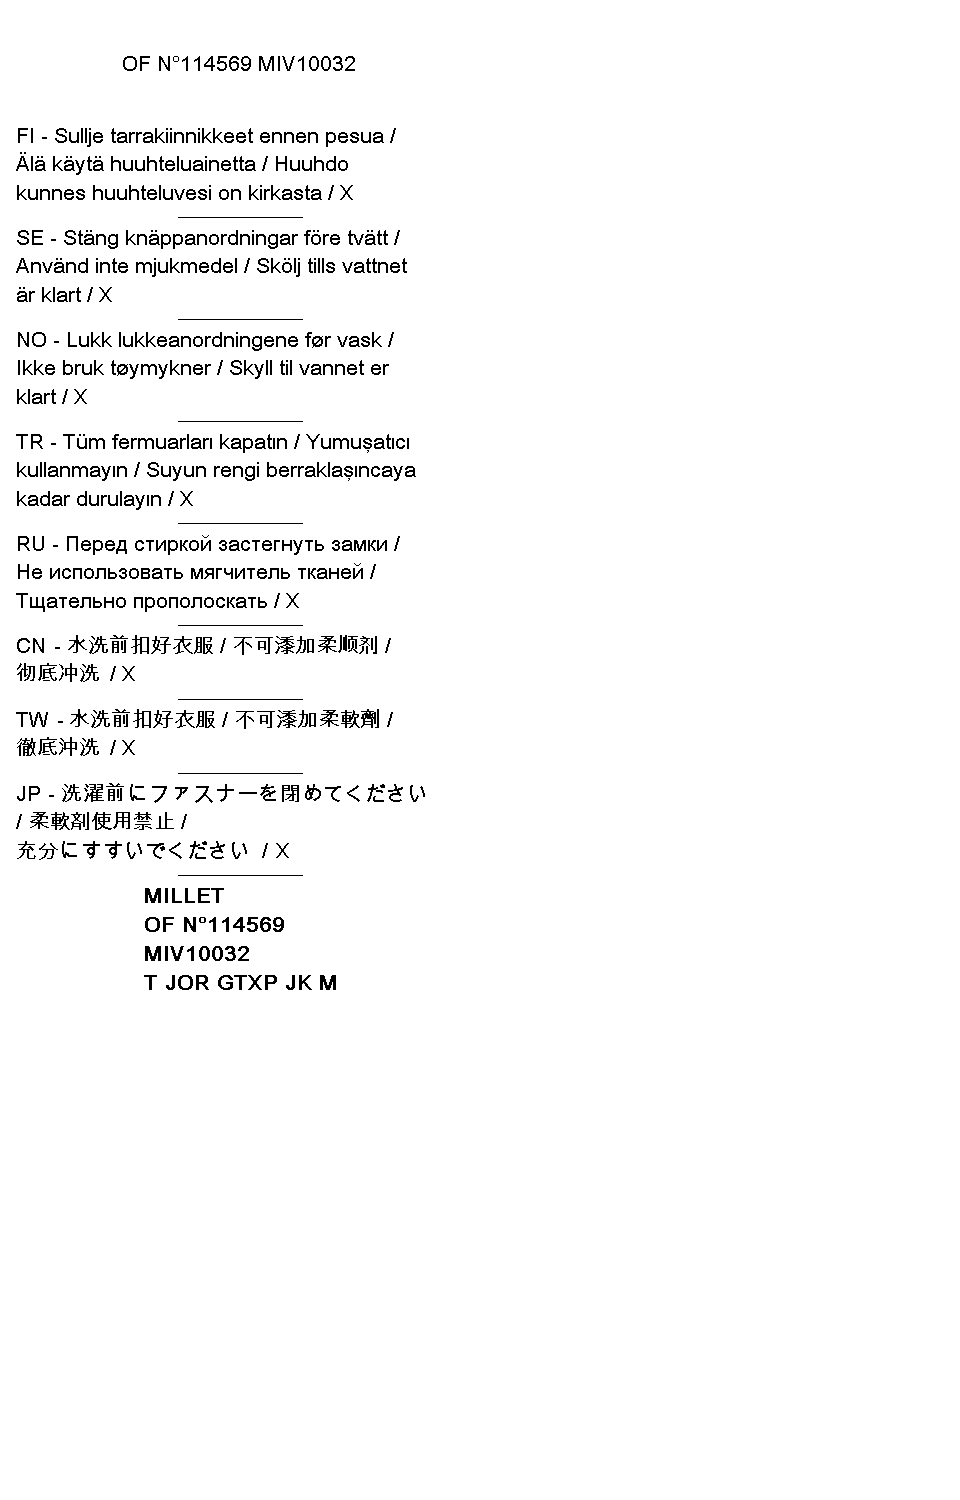 OF N°114569 MIV10032
FI - Sullje tarrakiinnikkeet ennen pesua /
Älä käytä huuhteluainetta / Huuhdo
kunnes huuhteluvesi on kirkasta / X
SE - Stäng knäppanordningar före tvätt /
Använd inte mjukmedel / Skölj tills vattnet
är klart / X
NO - Lukk lukkeanordningene før vask /
Ikke bruk tøymykner / Skyll til vannet er
klart / X
TR - Tüm fermuarları kapatın / Yumuşatıcı
kullanmayın / Suyun rengi berraklaşıncaya
kadar durulayın / X
RU - Перед стиркой застегнуть замки /
Не использовать мягчитель тканей /
Тщательно прополоскать / X
CN - 水洗前扣好衣服 / 不可添加柔顺剂 /
彻底冲洗 / X
TW - 水洗前扣好衣服 / 不可添加柔軟劑 /
徹底沖洗 / X
JP - 洗濯前にファスナーを閉めてください
/ 柔軟剤使用禁止 /
充分にすすいでください / X
MILLET
OF N°114569
MIV10032
T JOR GTXP JK M